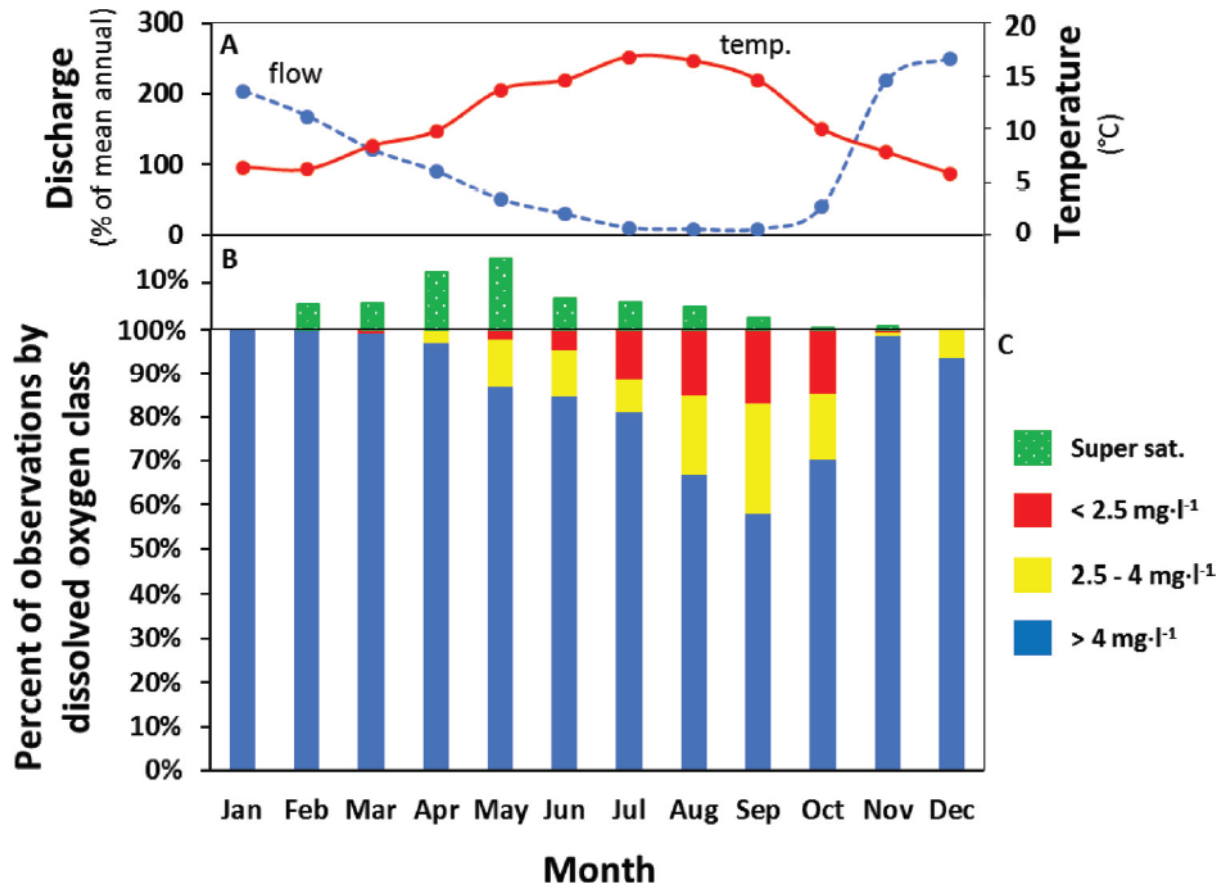 A
flow
temp.
Discharge
(% of mean annual)
300
200
100
0
20
15
10
5
0
Temperature
(°C)
B
10%
C
Percent of observations by
dissolved oxygen class
100%
90%
80%
70%
60%
50%
40%
30%
20%
10%
0%
Super sat.
< 2.5 mg·l⁻¹
2.5 - 4 mg·l⁻¹
> 4 mg·l⁻¹
Jan Feb Mar Apr May Jun Jul Aug Sep Oct Nov Dec
Month